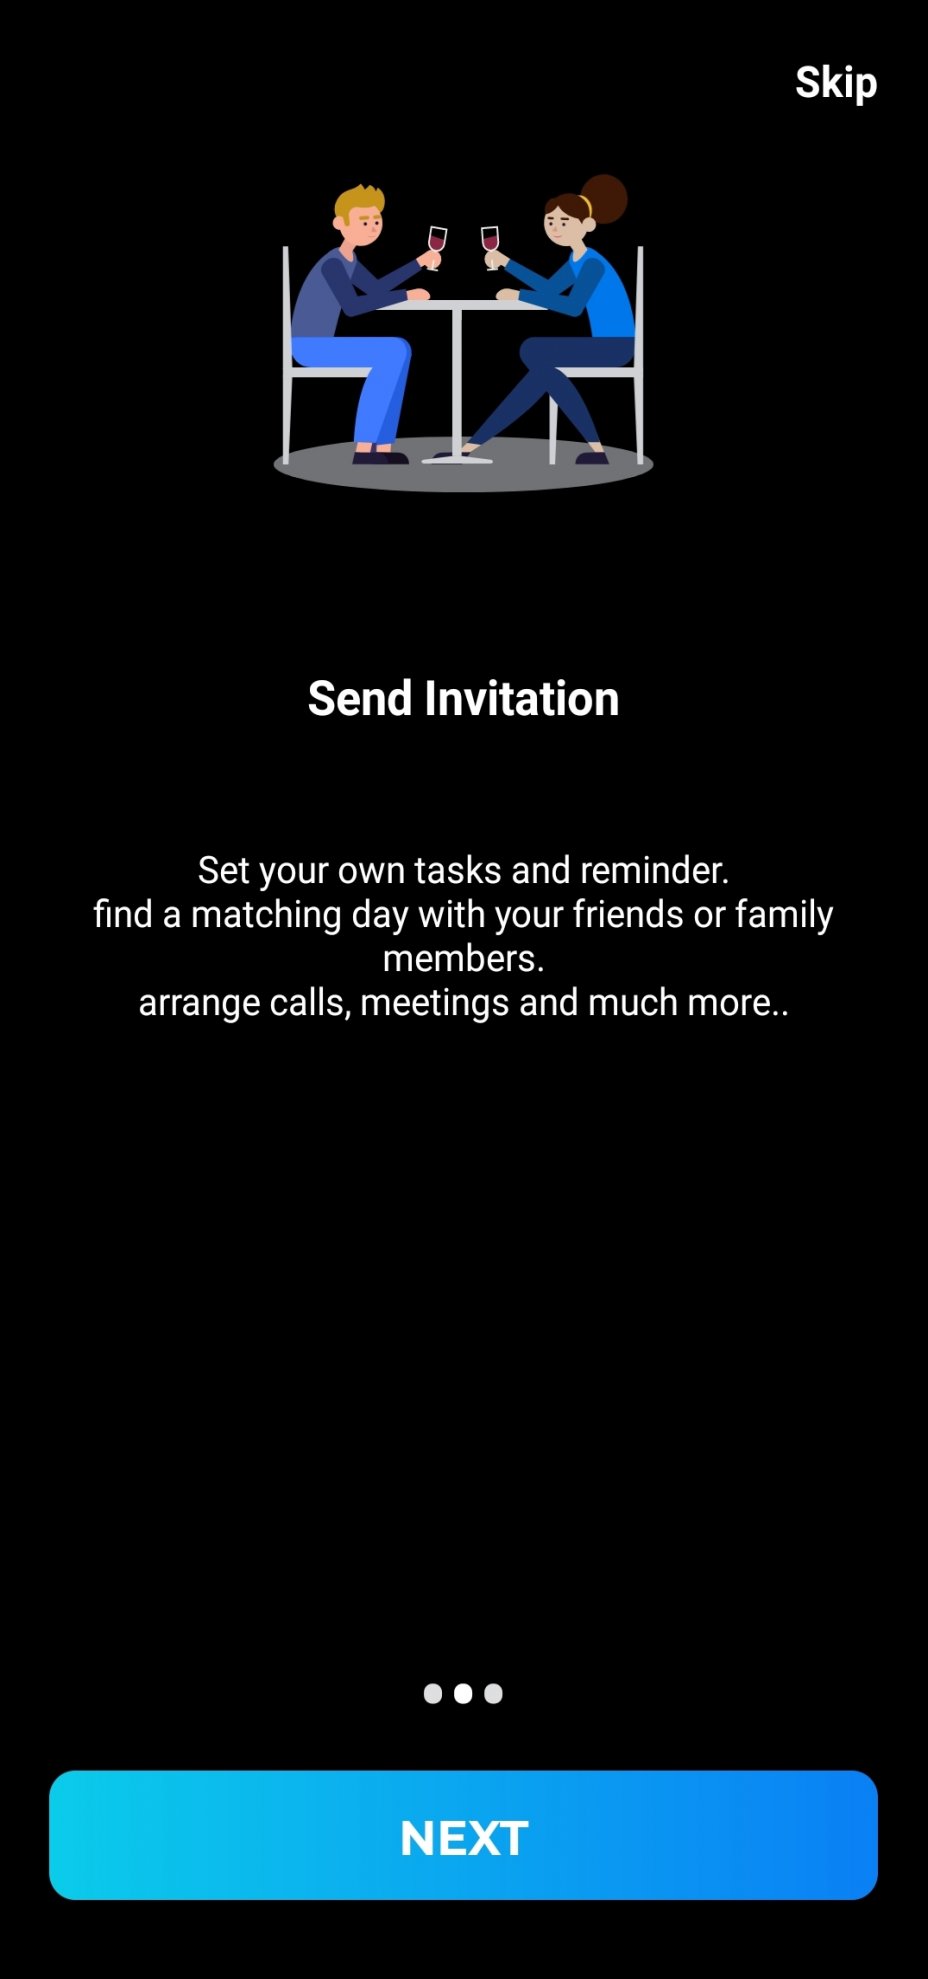 Skip
Send Invitation
Set your own tasks and reminder.
find a matching day with your friends or family
members.
arrange calls, meetings and much more..
NEXT